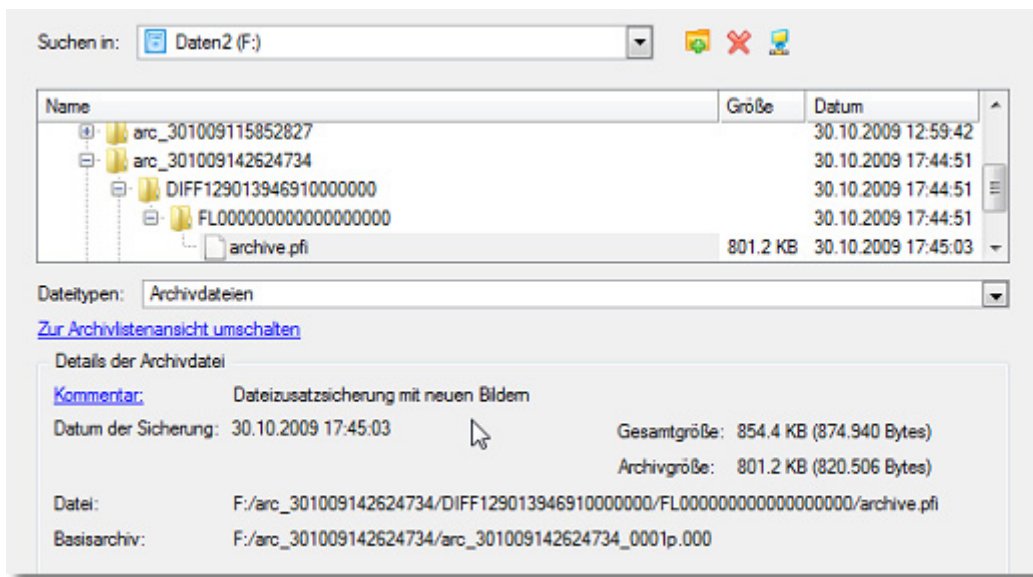 Suchen in: Daten2 (F:)
Name Größe Datum
arc_301009115852827 30.10.2009 12:59:42
arc_301009142624734 30.10.2009 17:44:51
DIFF129013946910000000 30.10.2009 17:44:51
FL000000000000000000 30.10.2009 17:44:51
archive.pfi 801.2 KB 30.10.2009 17:45:03
Dateitypen: Archivdateien
Zur Archivlistenansicht umschalten
Details der Archivdatei
Kommentar: Dateizusatzsicherung mit neuen Bildern
Datum der Sicherung: 30.10.2009 17:45:03 Gesamtgröße: 854.4 KB (874.940 Bytes)
Archivgröße: 801.2 KB (820.506 Bytes)
Datei: F:/arc_301009142624734/DIFF129013946910000000/FL000000000000000000/archive.pfi
Basisarchiv: F:/arc_301009142624734/arc_301009142624734_0001p.000